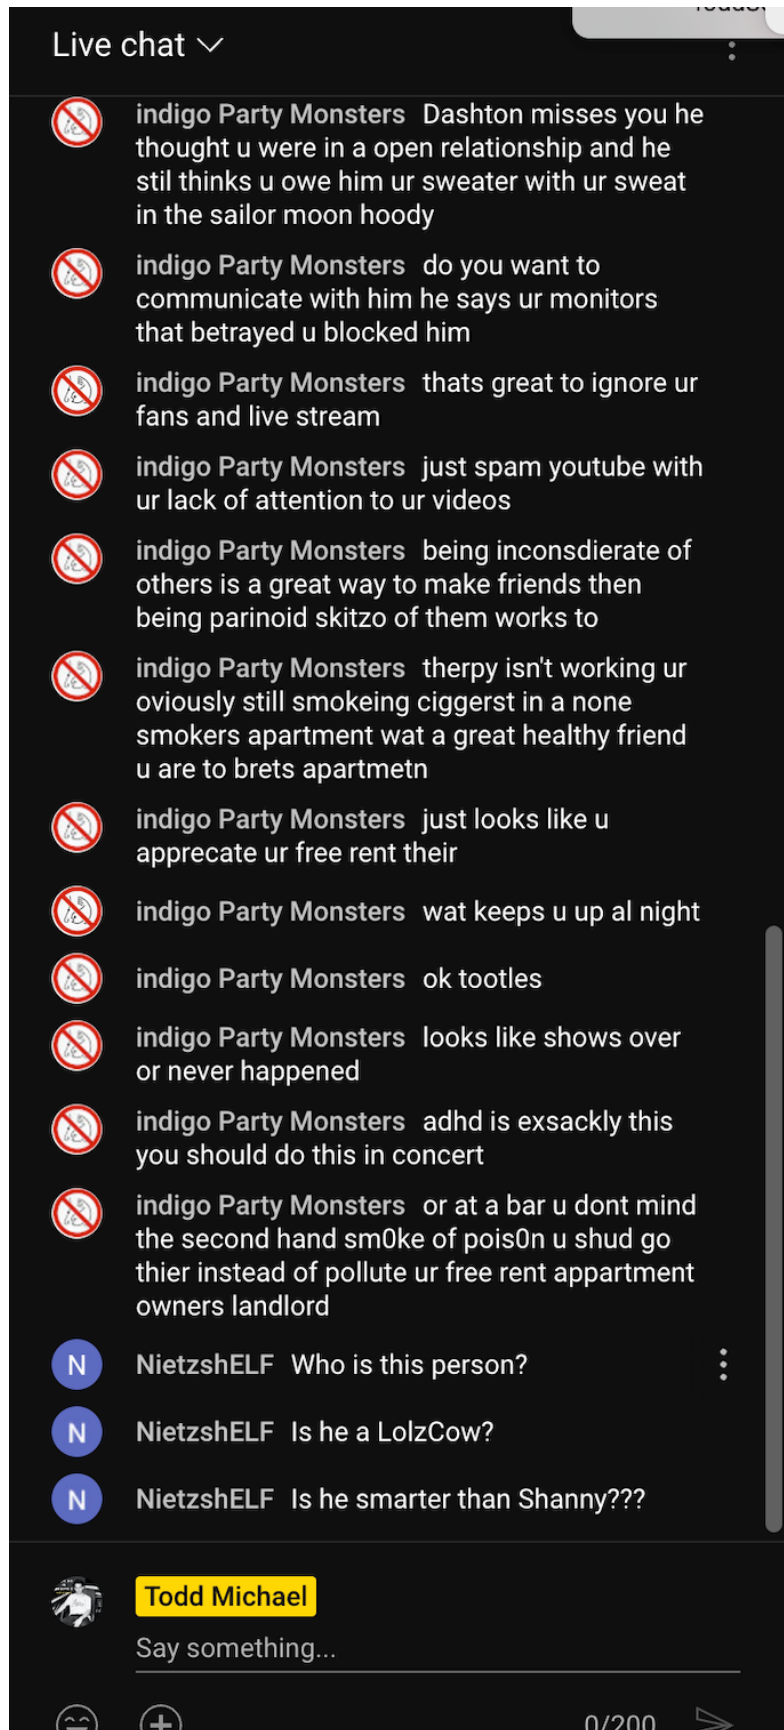 Live chat
indigo Party Monsters Dashton misses you he
thought u were in a open relationship and he
stil thinks u owe him ur sweater with ur sweat
in the sailor moon hoody
indigo Party Monsters do you want to
communicate with him he says ur monitors
that betrayed u blocked him
indigo Party Monsters thats great to ignore ur
fans and live stream
indigo Party Monsters just spam youtube with
ur lack of attention to ur videos
indigo Party Monsters being inconsdierate of
others is a great way to make friends then
being parinoid skitzo of them works to
indigo Party Monsters therpy isn't working ur
oviously still smokeing ciggerst in a none
smokers apartment wat a great healthy friend
u are to brets apartmetn
indigo Party Monsters just looks like u
apprecate ur free rent their
indigo Party Monsters wat keeps u up al night
indigo Party Monsters ok tootles
indigo Party Monsters looks like shows over
or never happened
indigo Party Monsters adhd is exsackly this
you should do this in concert
indigo Party Monsters or at a bar u dont mind
the second hand sm0ke of pois0n u shud go
thier instead of pollute ur free rent appartment
owners landlord
N NietzshELF Who is this person?
N NietzshELF Is he a LolzCow?
N NietzshELF Is he smarter than Shanny???
Todd Michael
Say something...
0/200